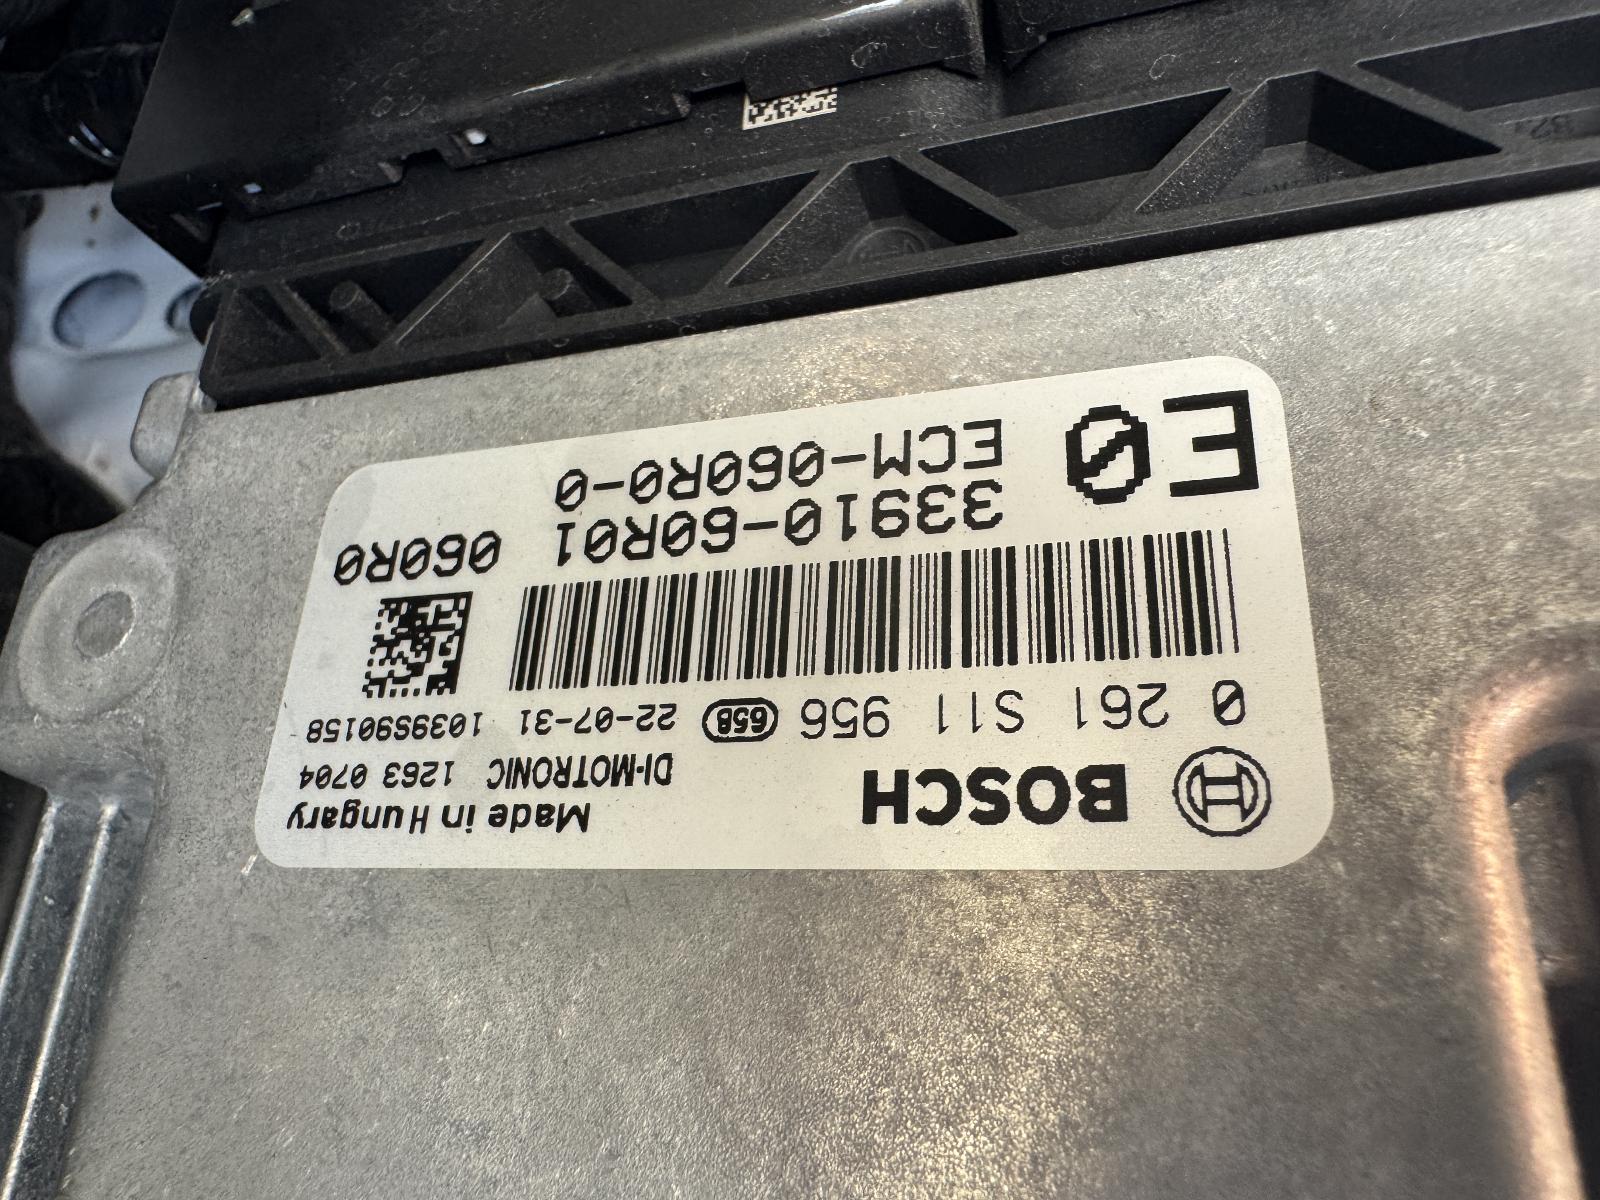 BOSCH Made in Hungary
DI-MOTRONIC 1263 0704
0 261 S11 956 65B 22-07-31 1039S90158
33910-60R01 060R0
ECM-060R0-0
E0